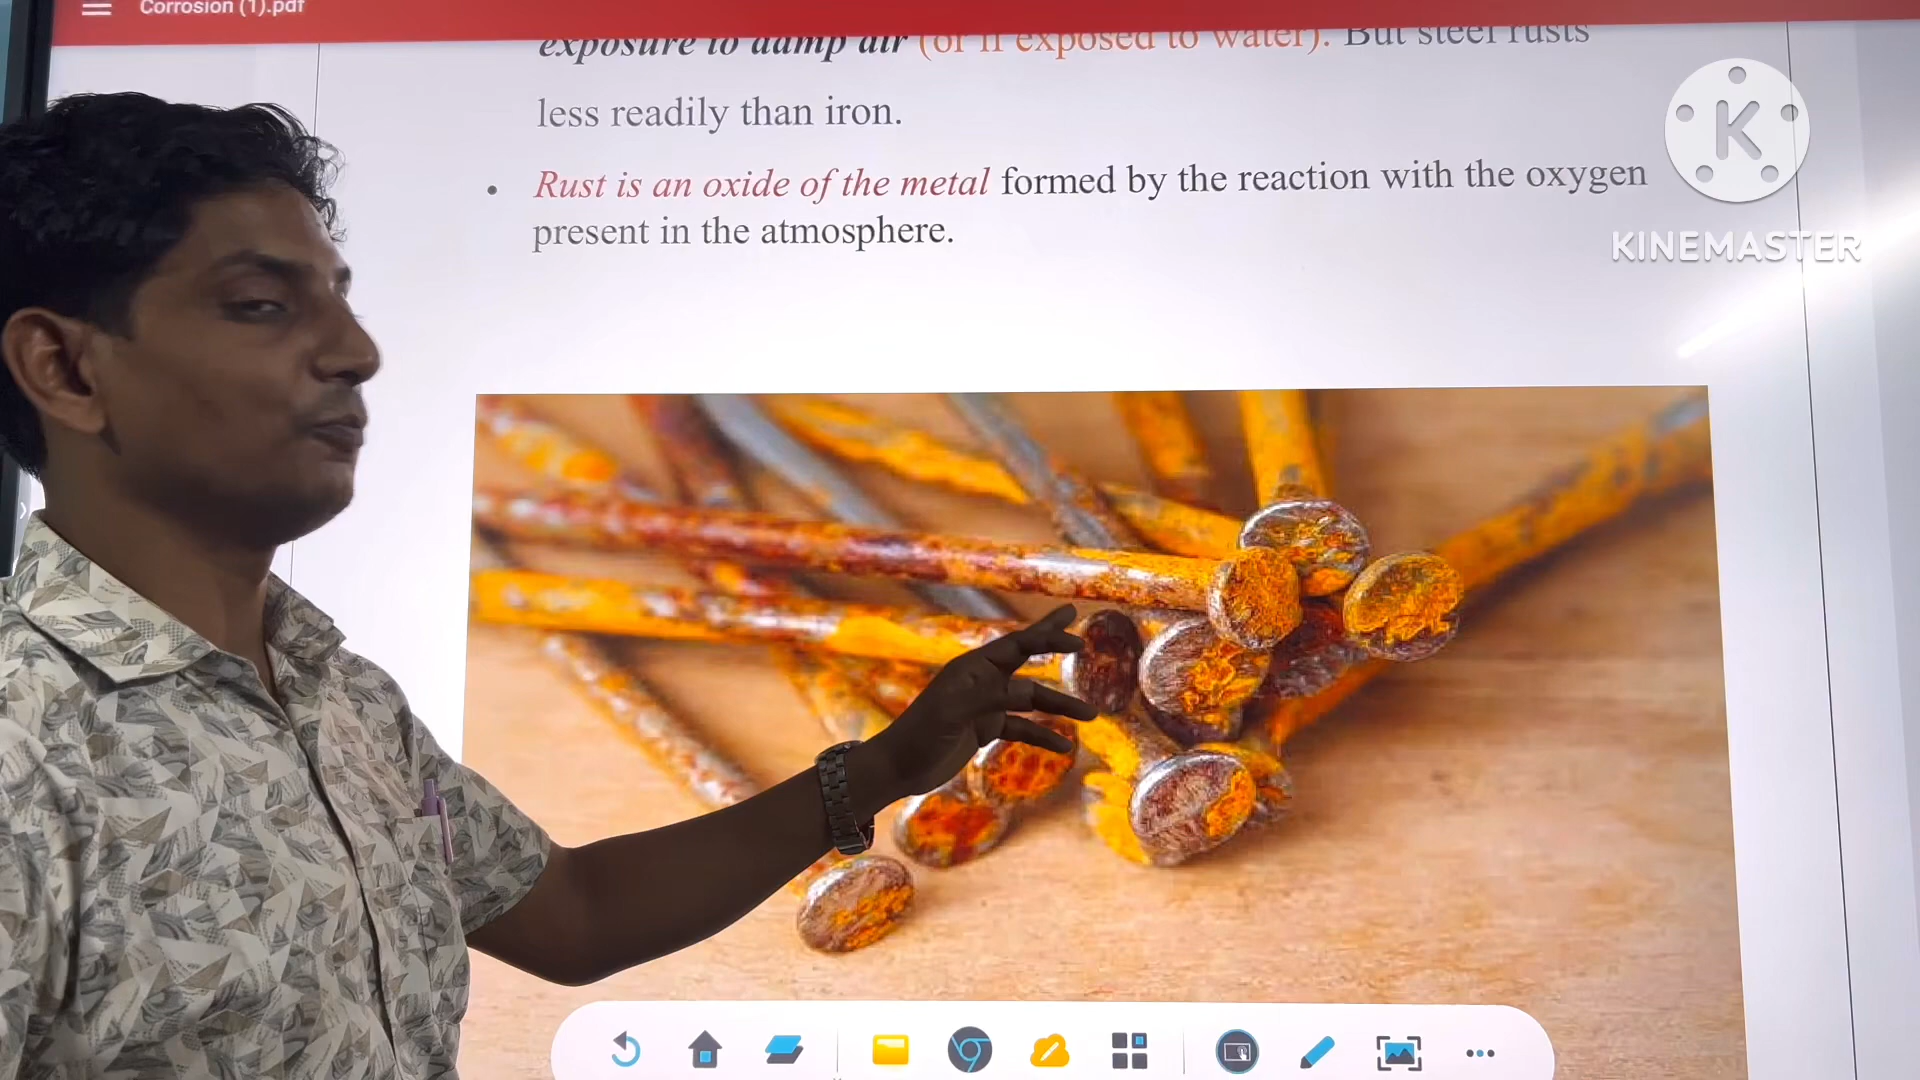 Corrosion (1).pdf
exposure to damp air (or if exposed to water). But steel rusts
less readily than iron.
• Rust is an oxide of the metal formed by the reaction with the oxygen
present in the atmosphere.
K
KINEMASTER